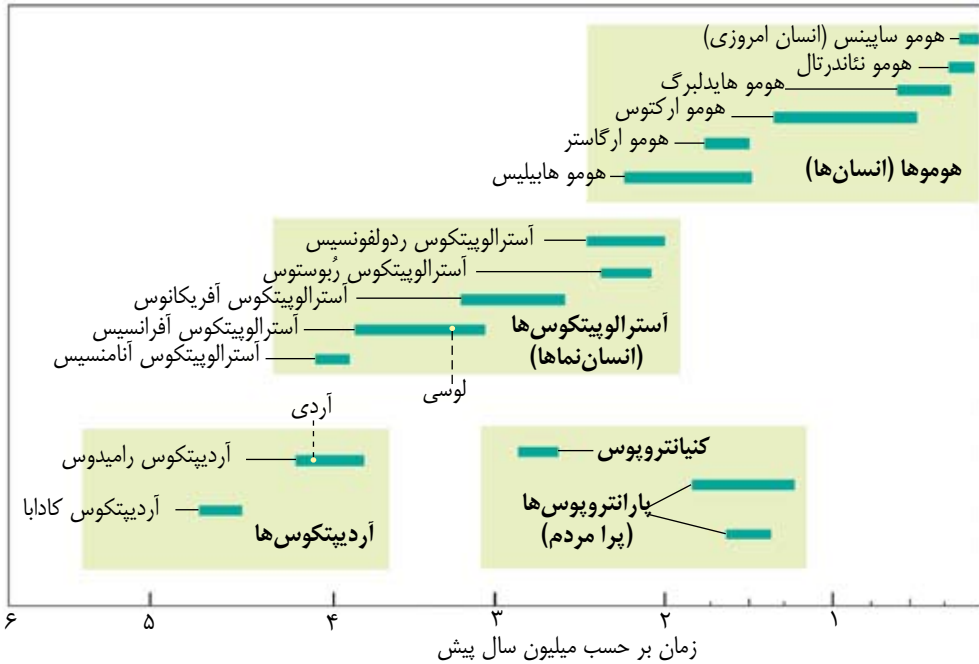 هومو ساپینس (انسان امروزی)
هومو نئاندرتال
هومو هایدلبرگ
هومو ارکتوس
هومو ارگاستر
هومو هابیلیس
هوموها (انسان‌ها)
آسترالوپیتکوس ردولفونسیس
آسترالوپیتکوس رُبوستوس
آسترالوپیتکوس آفریکانوس
آسترالوپیتکوس آفرانسیس
آسترالوپیتکوس آنامنسیس
آسترالوپیتکوس‌ها
(انسان‌نماها)
لوسی
آردی
آردیپتکوس رامیدوس
آردیپتکوس کادابا
آردیپتکوس‌ها
کنیانتروپوس
پارانتروپوس‌ها
(پرا مردم)
۶ ۵ ۴ ۳ ۲ ۱
زمان بر حسب میلیون سال پیش